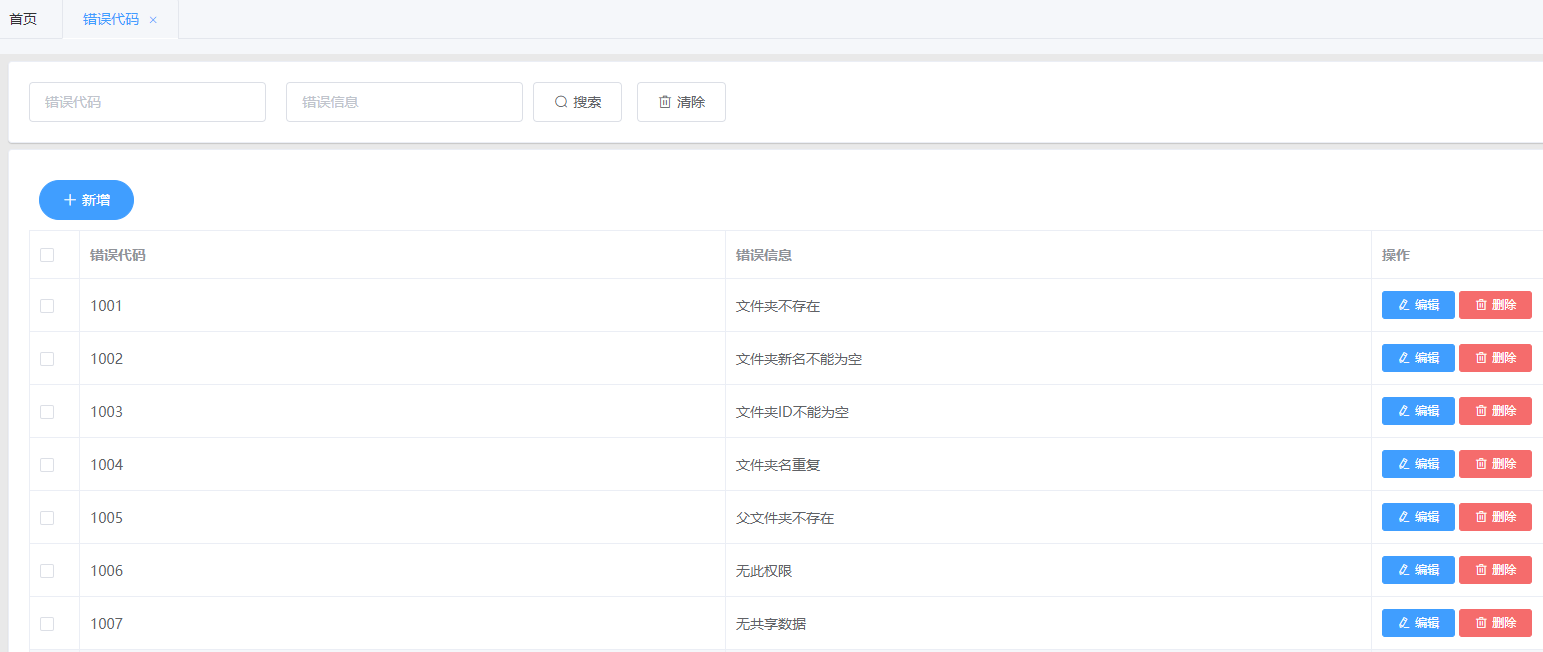 首页 错误代码
错误代码 错误信息 搜索 清除
新增
错误代码 错误信息 操作
1001 文件夹不存在 编辑 删除
1002 文件夹新名不能为空 编辑 删除
1003 文件夹ID不能为空 编辑 删除
1004 文件夹名重复 编辑 删除
1005 父文件夹不存在 编辑 删除
1006 无此权限 编辑 删除
1007 无共享数据 编辑 删除